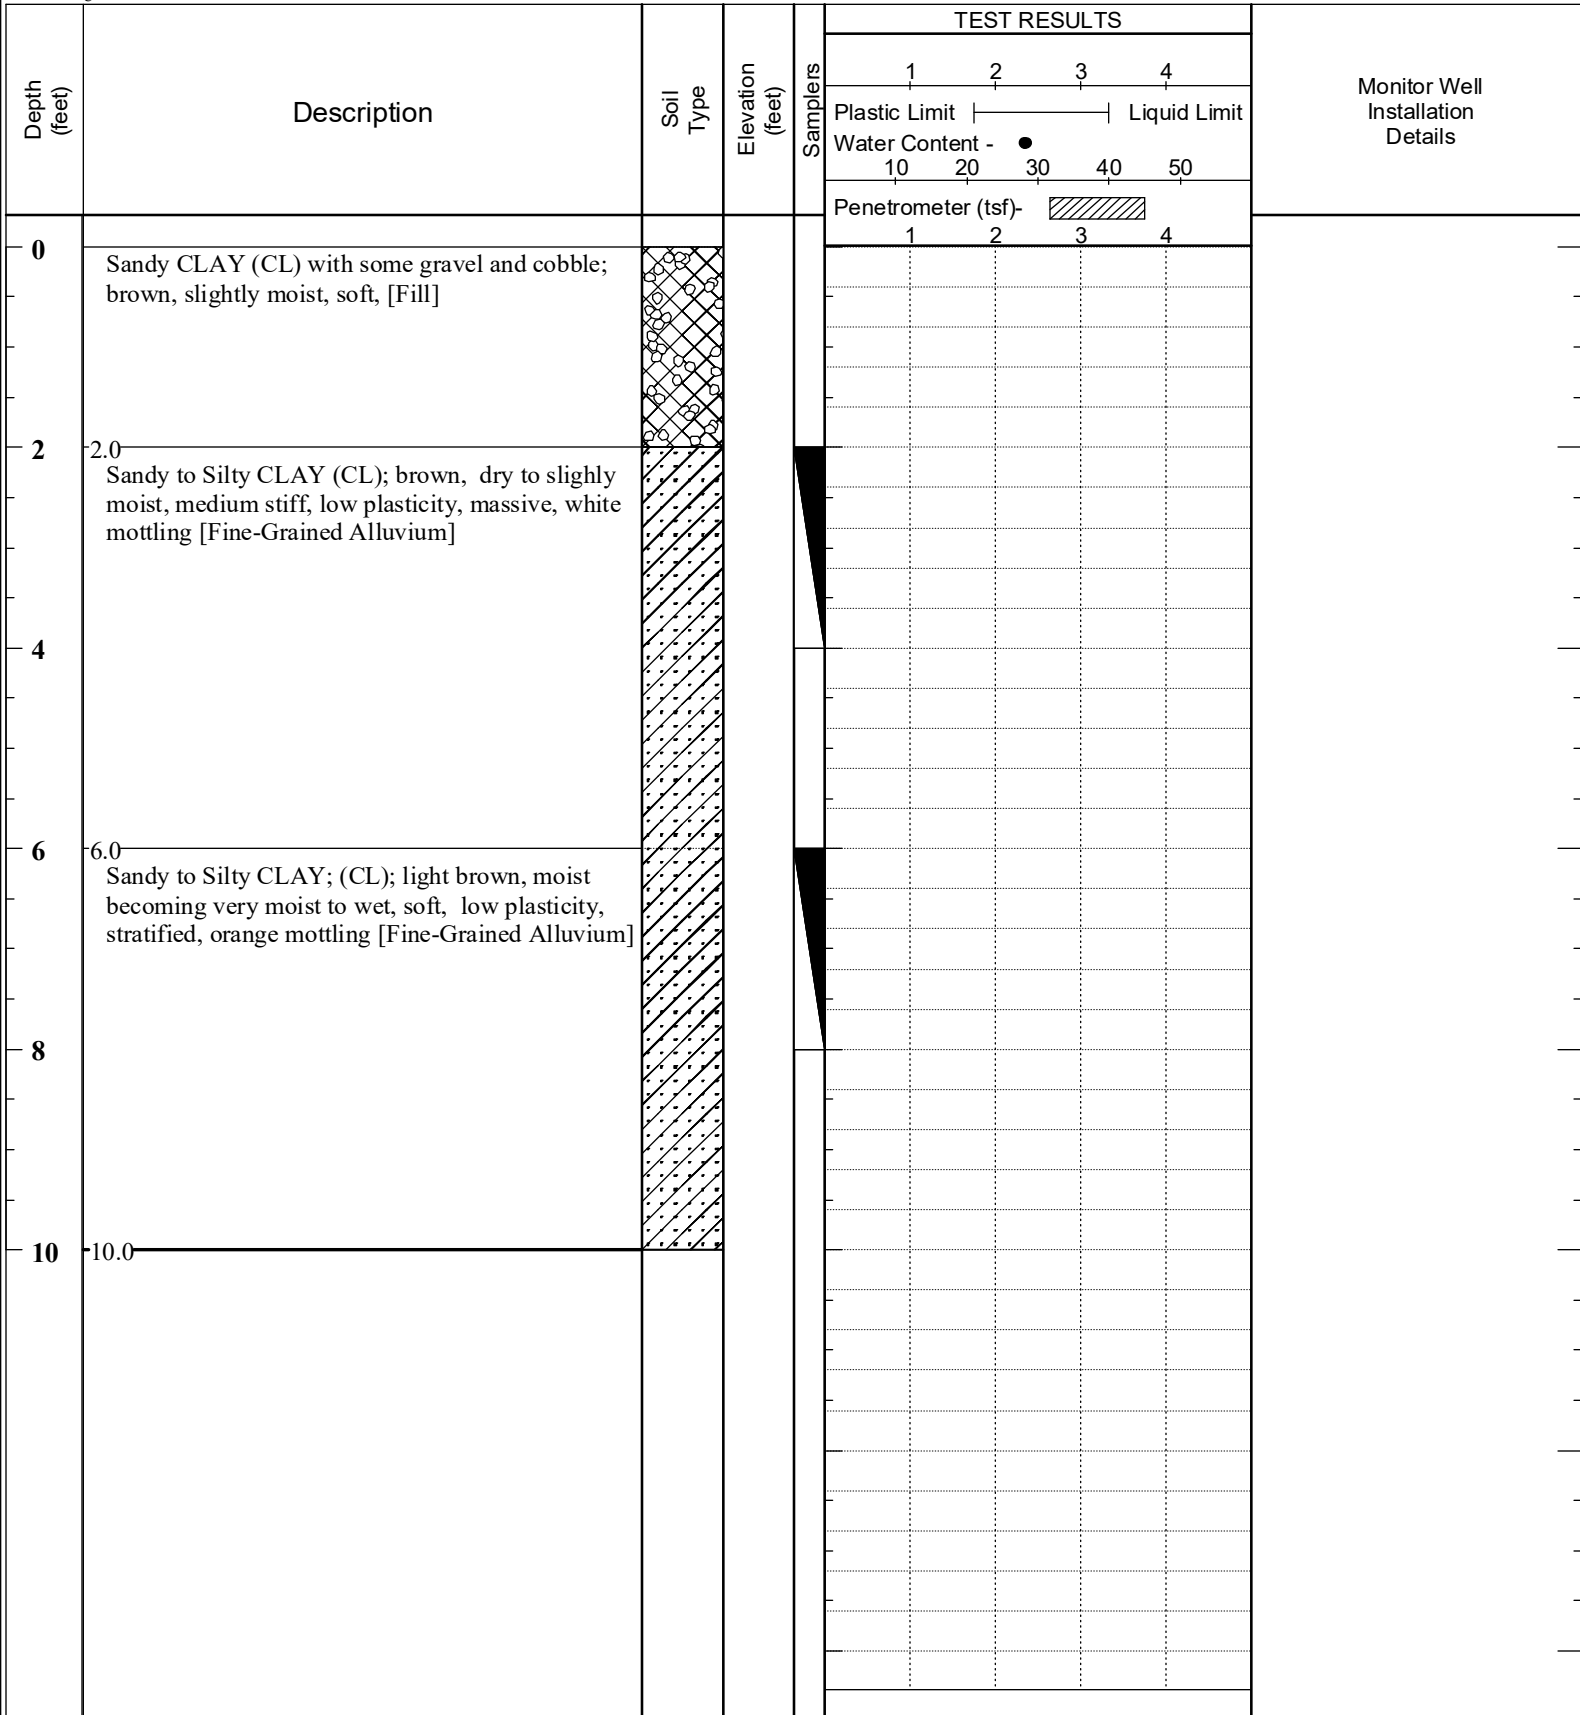 TEST RESULTS
Depth
(feet)
Description
Soil
Type
Elevation
(feet)
Samplers
1 2 3 4
Plastic Limit Liquid Limit
Water Content -
10 20 30 40 50
Penetrometer (tsf)-
1 2 3 4
Monitor Well
Installation
Details
0
Sandy CLAY (CL) with some gravel and cobble;
brown, slightly moist, soft, [Fill]
2 2.0
Sandy to Silty CLAY (CL); brown, dry to slighly
moist, medium stiff, low plasticity, massive, white
mottling [Fine-Grained Alluvium]
4
6 6.0
Sandy to Silty CLAY; (CL); light brown, moist
becoming very moist to wet, soft, low plasticity,
stratified, orange mottling [Fine-Grained Alluvium]
8
10 10.0